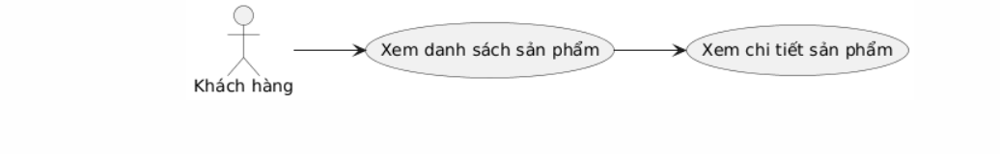 Xem danh sách sản phẩm
Xem chi tiết sản phẩm
Khách hàng